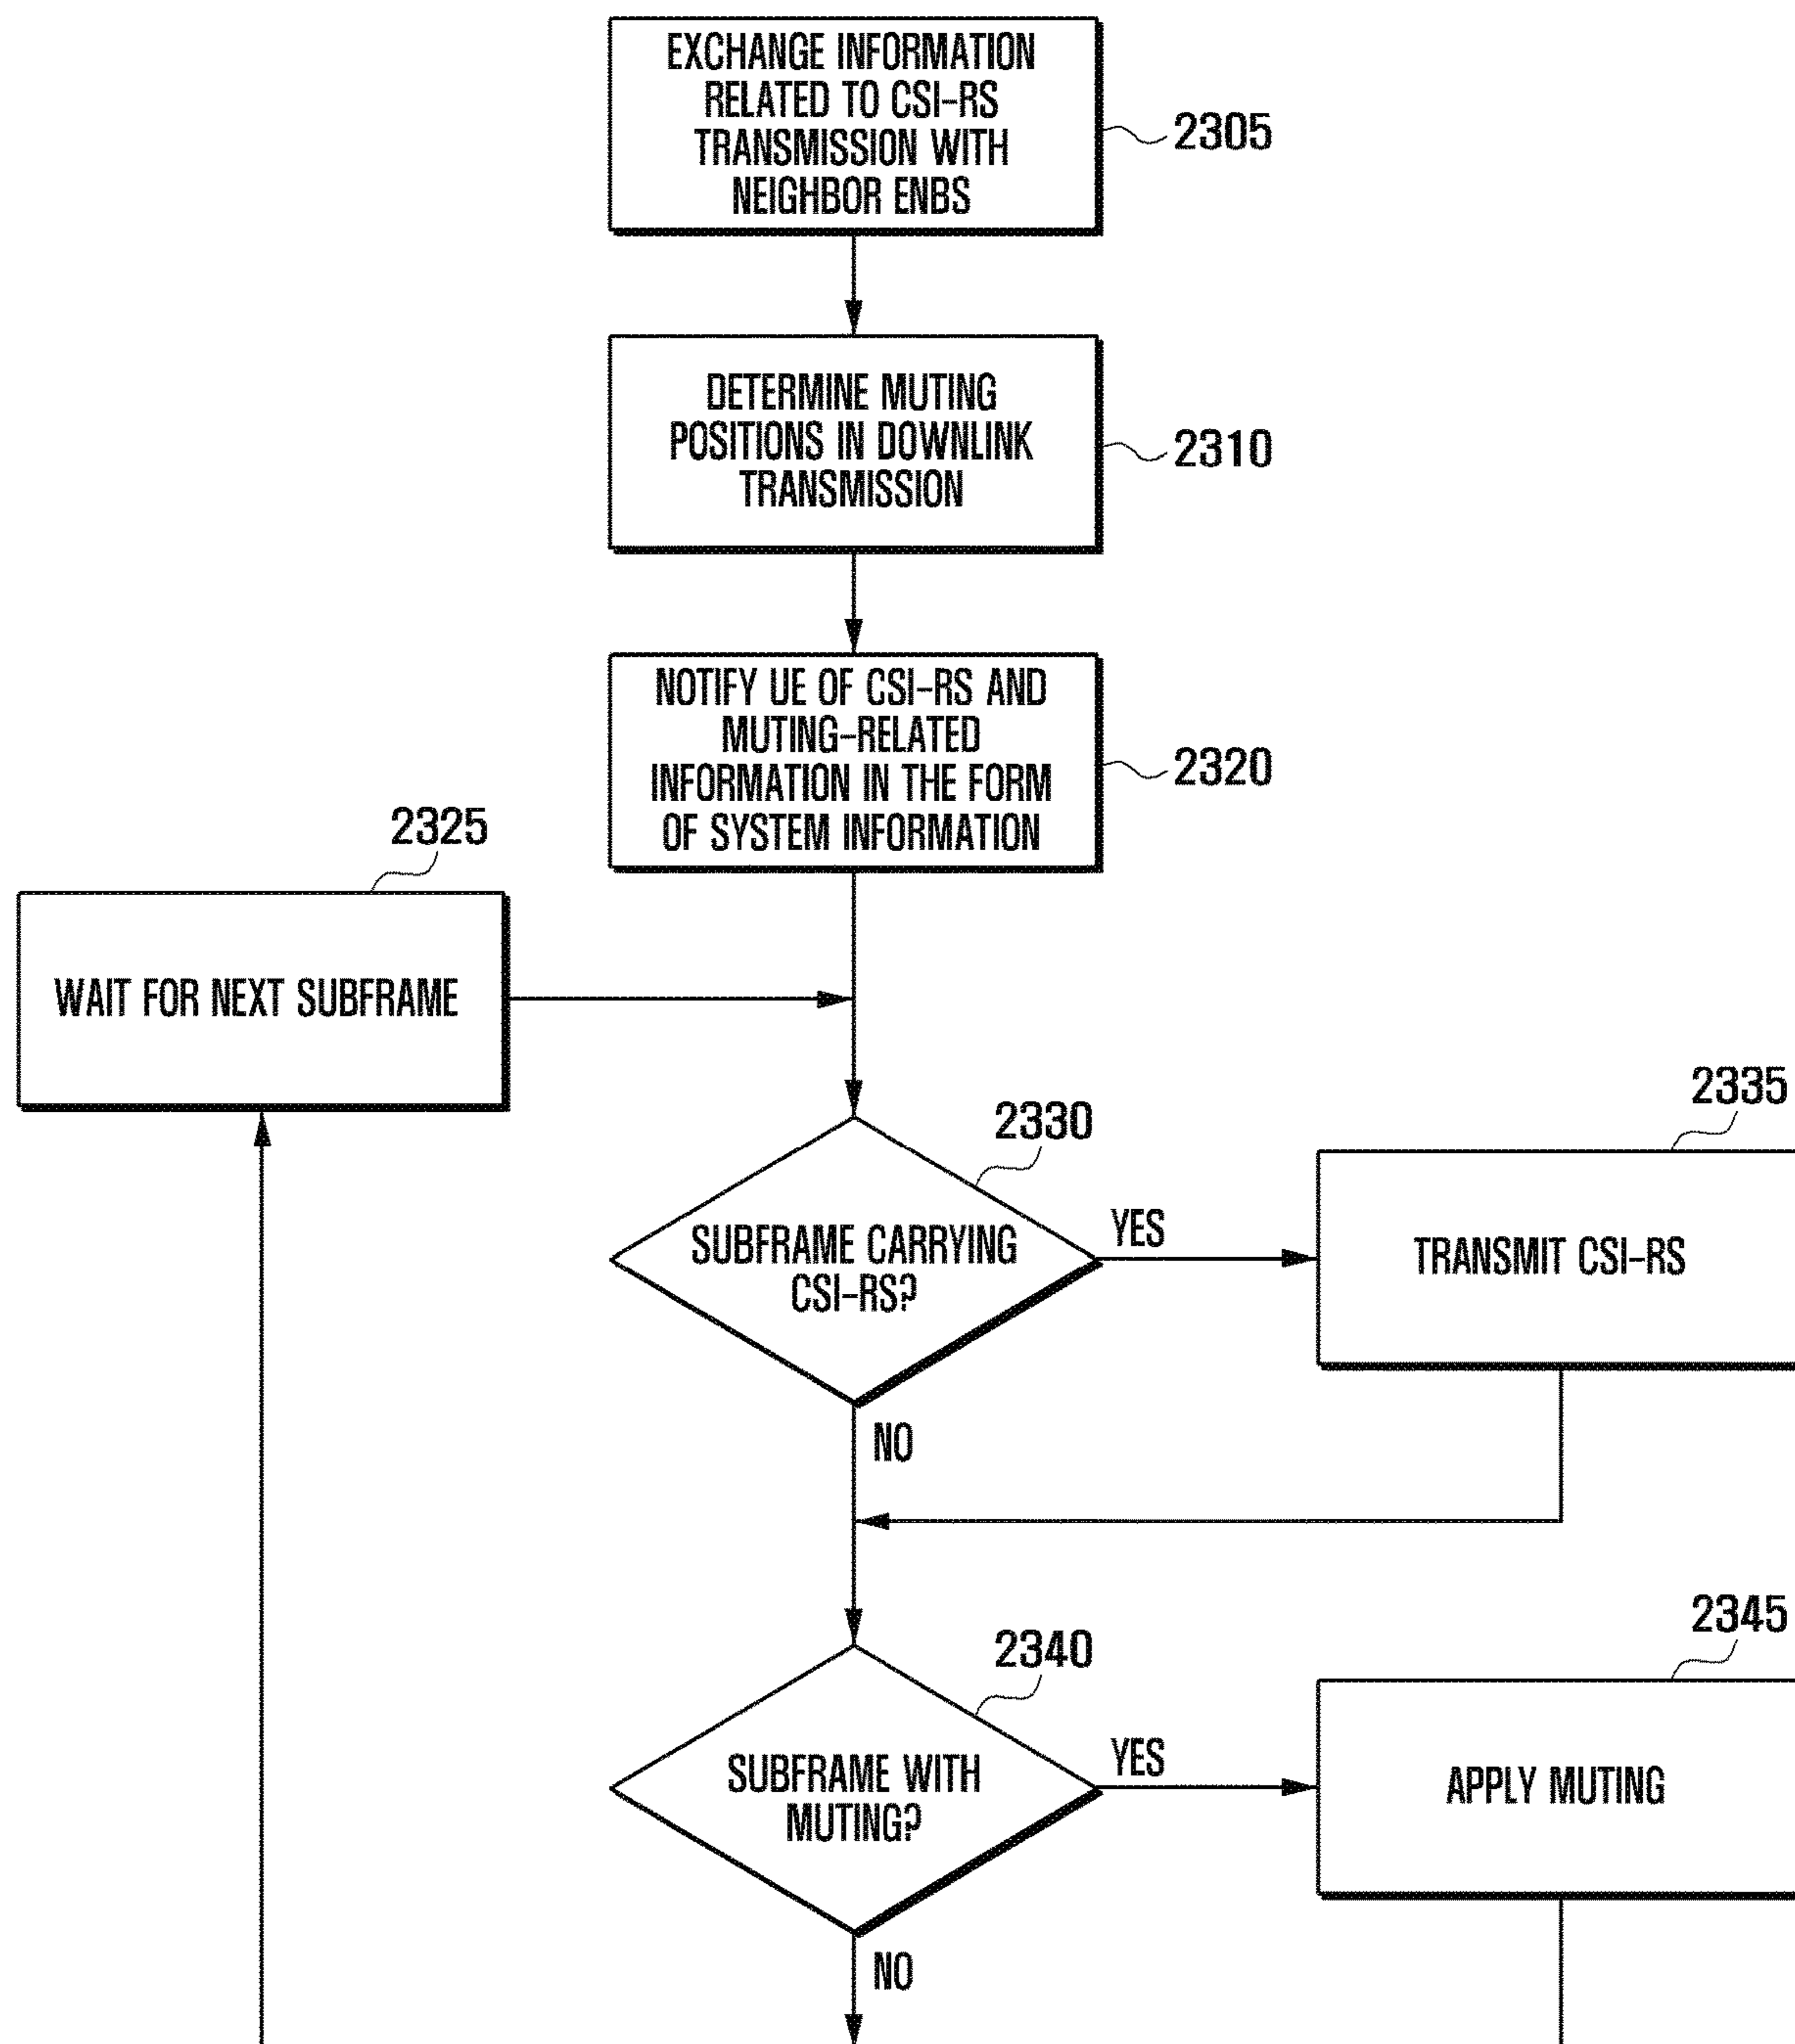 EXCHANGE INFORMATION
RELATED TO CSI-RS
TRANSMISSION WITH
NEIGHBOR ENBS
2305
DETERMINE MUTING
POSITIONS IN DOWNLINK
TRANSMISSION
2310
NOTIFY UE OF CSI-RS AND
MUTING-RELATED
INFORMATION IN THE FORM
OF SYSTEM INFORMATION
2320
2325
WAIT FOR NEXT SUBFRAME
2330
SUBFRAME CARRYING
CSI-RS?
YES
NO
2335
TRANSMIT CSI-RS
2340
SUBFRAME WITH
MUTING?
YES
NO
2345
APPLY MUTING